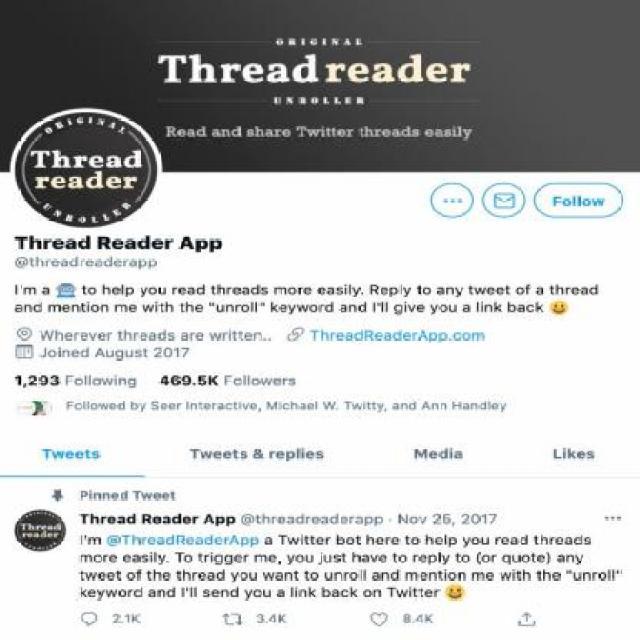 ORIGINAL
Thread reader
UNROLLER
Read and share Twitter threads easily
ORIGINAL
Thread
reader
UNROLLER
Follow
Thread Reader App
@threadreaderapp
I'm a 🤖 to help you read threads more easily. Reply to any tweet of a thread
and mention me with the "unroll" keyword and I'll give you a link back 😀
Wherever threads are written.. ThreadReaderApp.com
Joined August 2017
1,293 Following 469.5K Followers
Followed by Seer Interactive, Michael W. Twitty, and Ann Handley
Tweets Tweets & replies Media Likes
Pinned Tweet
Thread Reader App @threadreaderapp · Nov 25, 2017
Thread
reader
I'm @ThreadReaderApp a Twitter bot here to help you read threads
more easily. To trigger me, you just have to reply to (or quote) any
tweet of the thread you want to unroll and mention me with the "unroll"
keyword and I'll send you a link back on Twitter 😀
2.1K 3.4K 8.4K